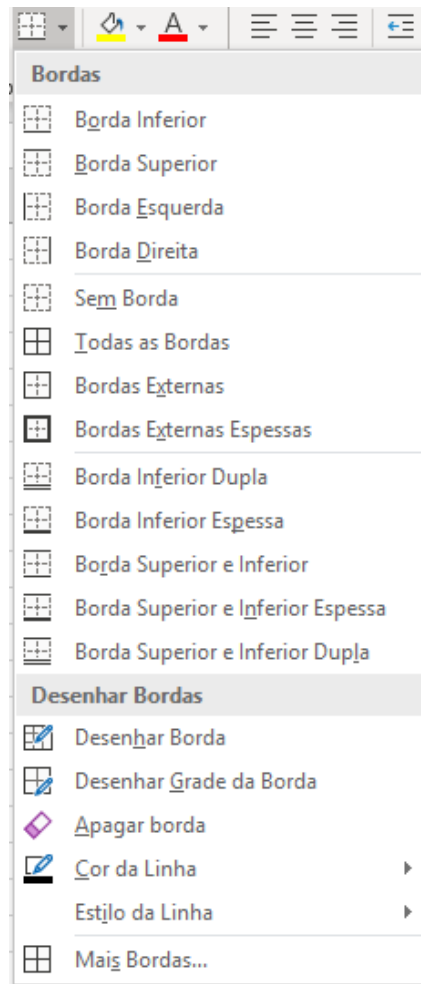 A
Bordas
Borda Inferior
Borda Superior
Borda Esquerda
Borda Direita
Sem Borda
Todas as Bordas
Bordas Externas
Bordas Externas Espessas
Borda Inferior Dupla
Borda Inferior Espessa
Borda Superior e Inferior
Borda Superior e Inferior Espessa
Borda Superior e Inferior Dupla
Desenhar Bordas
Desenhar Borda
Desenhar Grade da Borda
Apagar borda
Cor da Linha
Estilo da Linha
Mais Bordas...